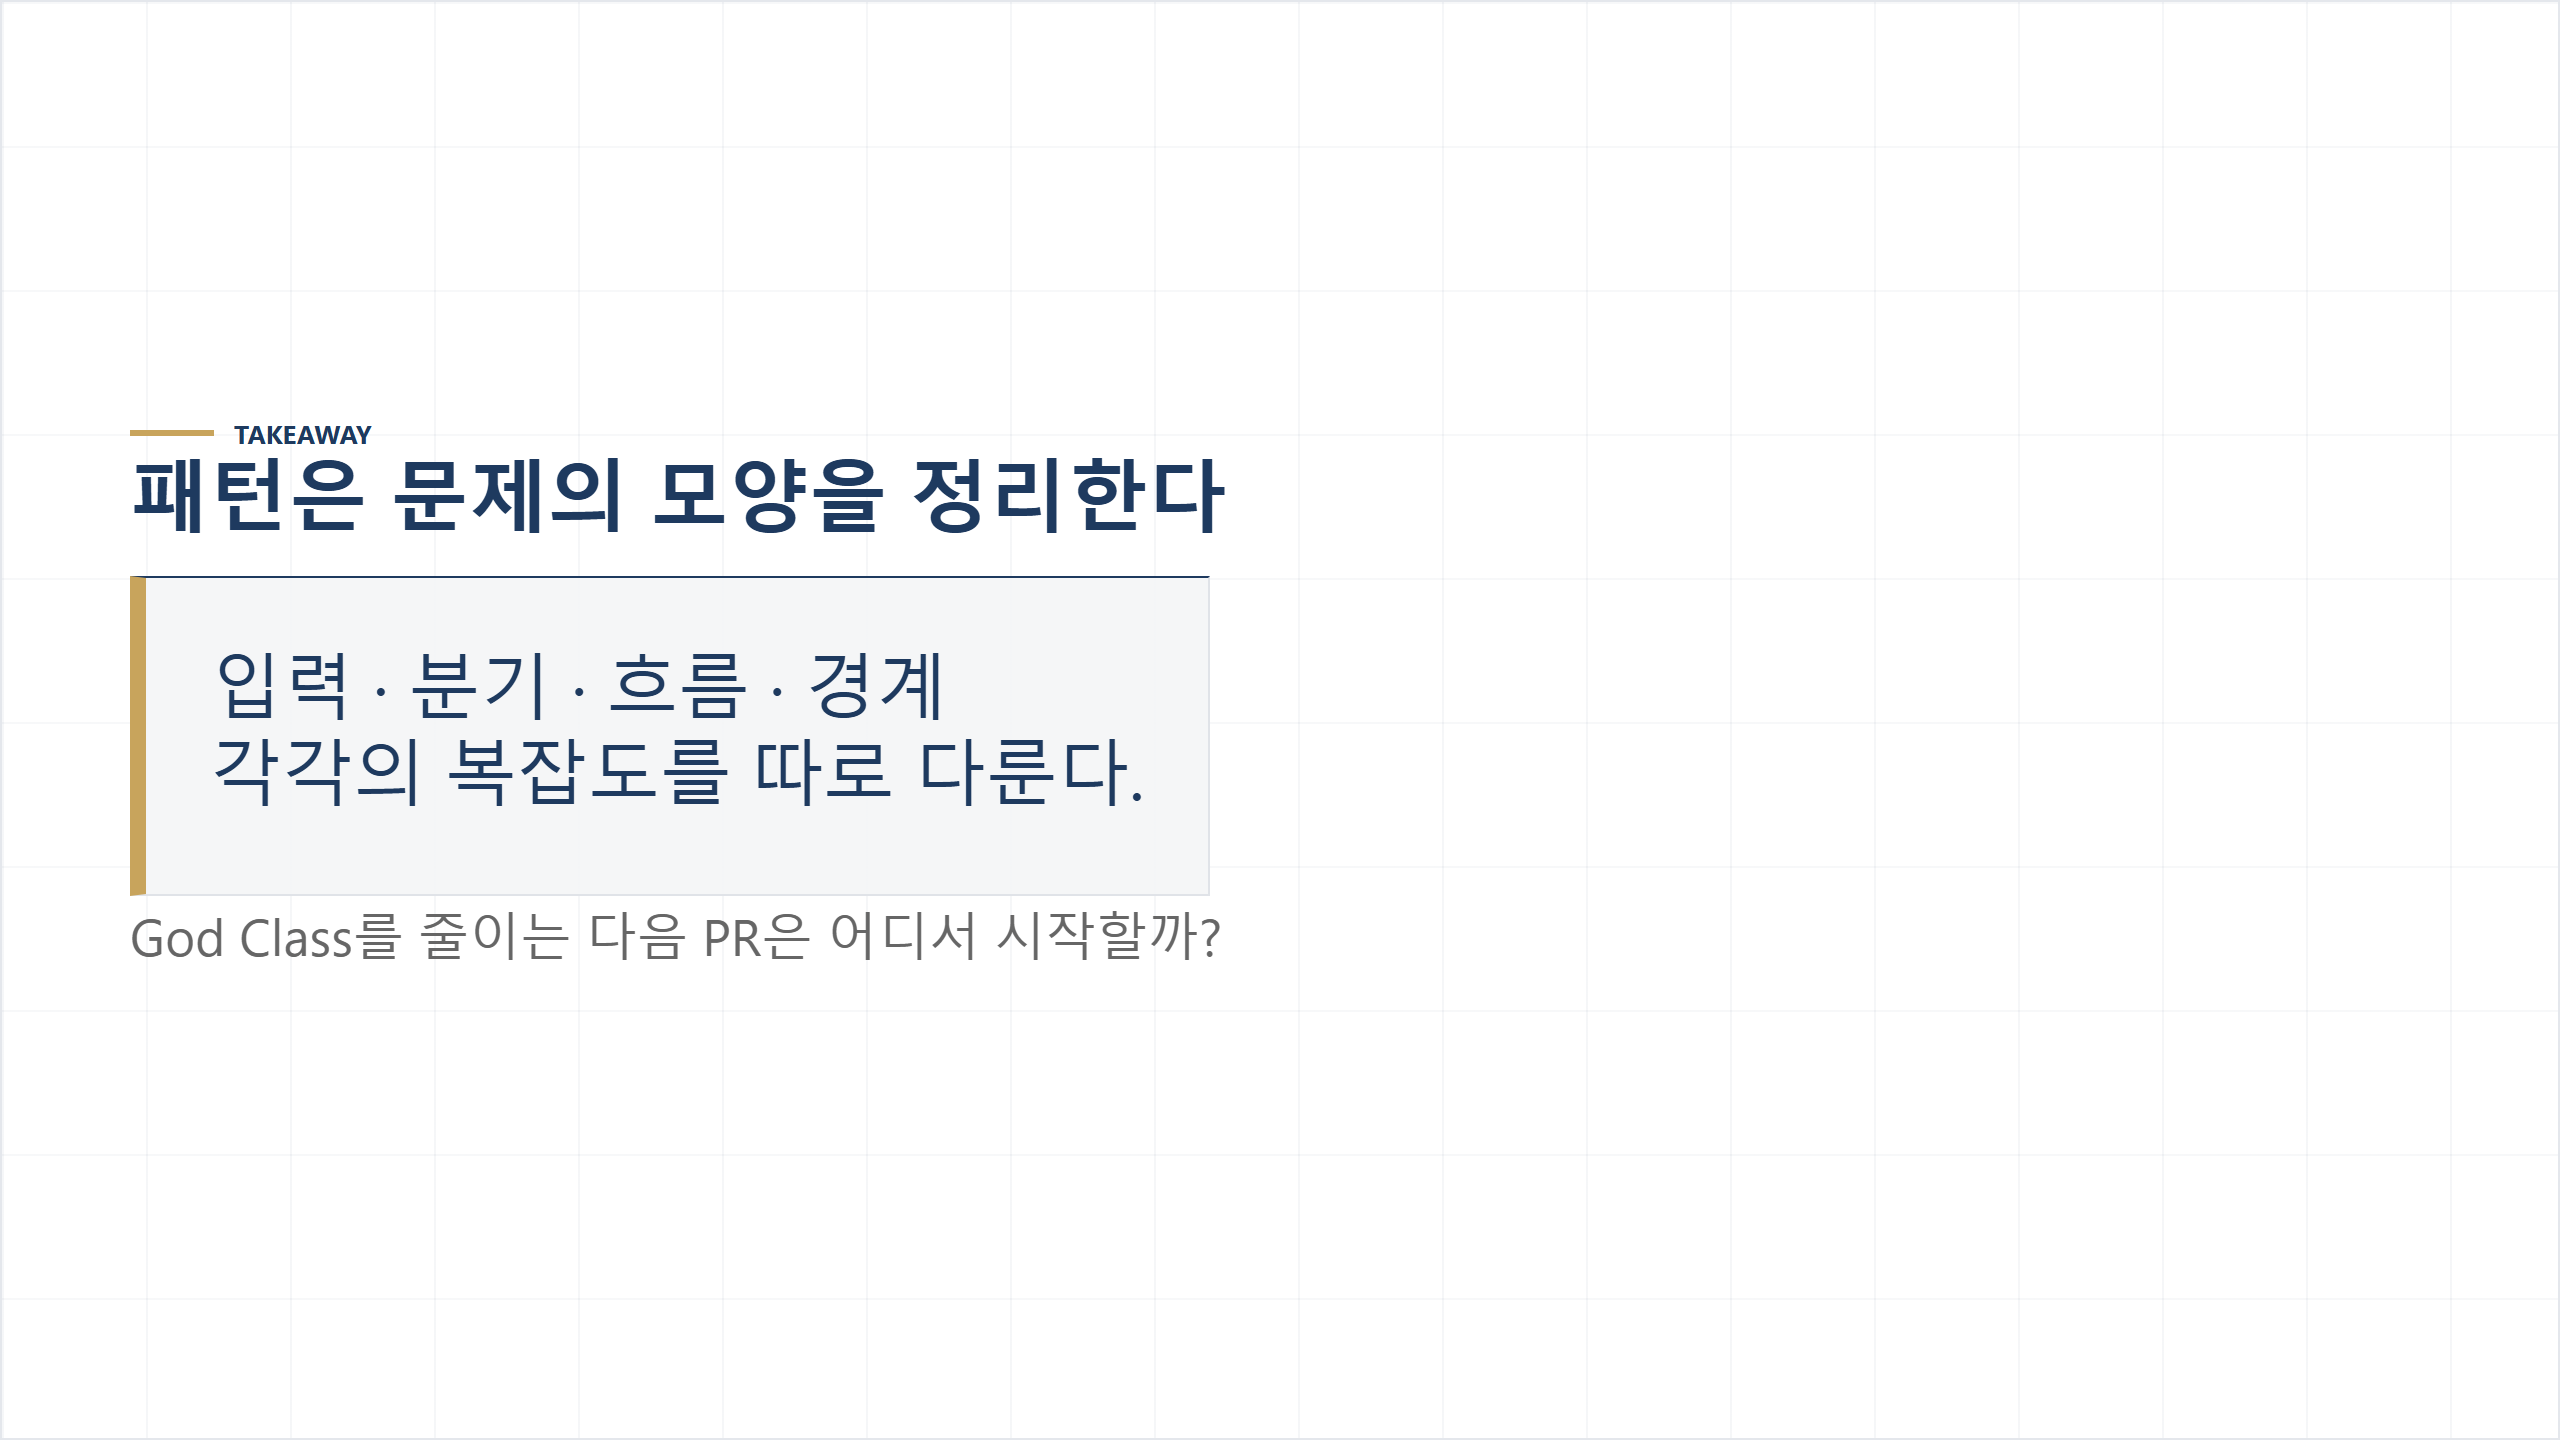 TAKEAWAY
패턴은 문제의 모양을 정리한다
입력 · 분기 · 흐름 · 경계
각각의 복잡도를 따로 다룬다.
God Class를 줄이는 다음 PR은 어디서 시작할까?